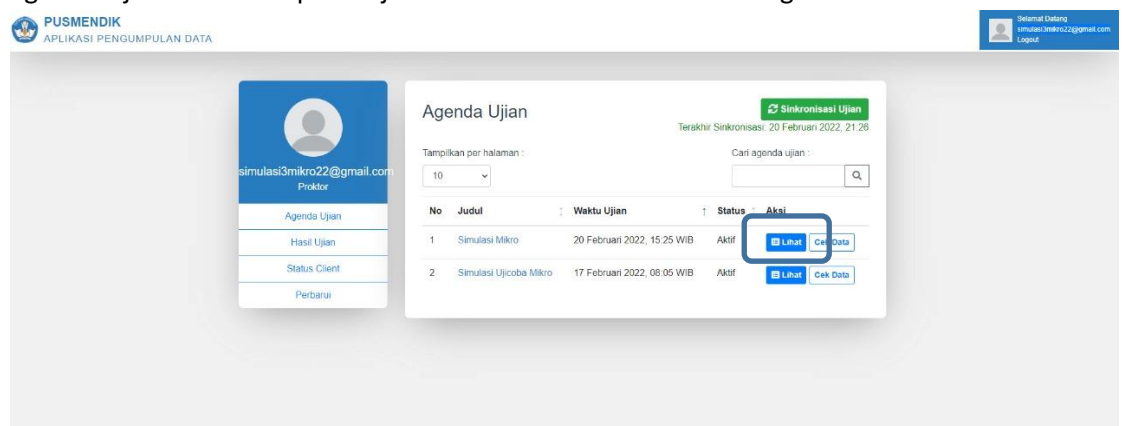 PUSMENDIK
APLIKASI PENGUMPULAN DATA
Selamat Datang
simulasi3mikro22@gmail.com
Logout
simulasi3mikro22@gmail.com
Proktor
Agenda Ujian
Hasil Ujian
Status Client
Perbarui
Agenda Ujian
Sinkronisasi Ujian
Terakhir Sinkronisasi: 20 Februari 2022, 21.26
Tampilkan per halaman :
Cari agenda ujian :
10
No Judul Waktu Ujian ↑ Status Aksi
1 Simulasi Mikro 20 Februari 2022, 15:25 WIB Aktif Lihat Cek Data
2 Simulasi Ujicoba Mikro 17 Februari 2022, 08:05 WIB Aktif Lihat Cek Data